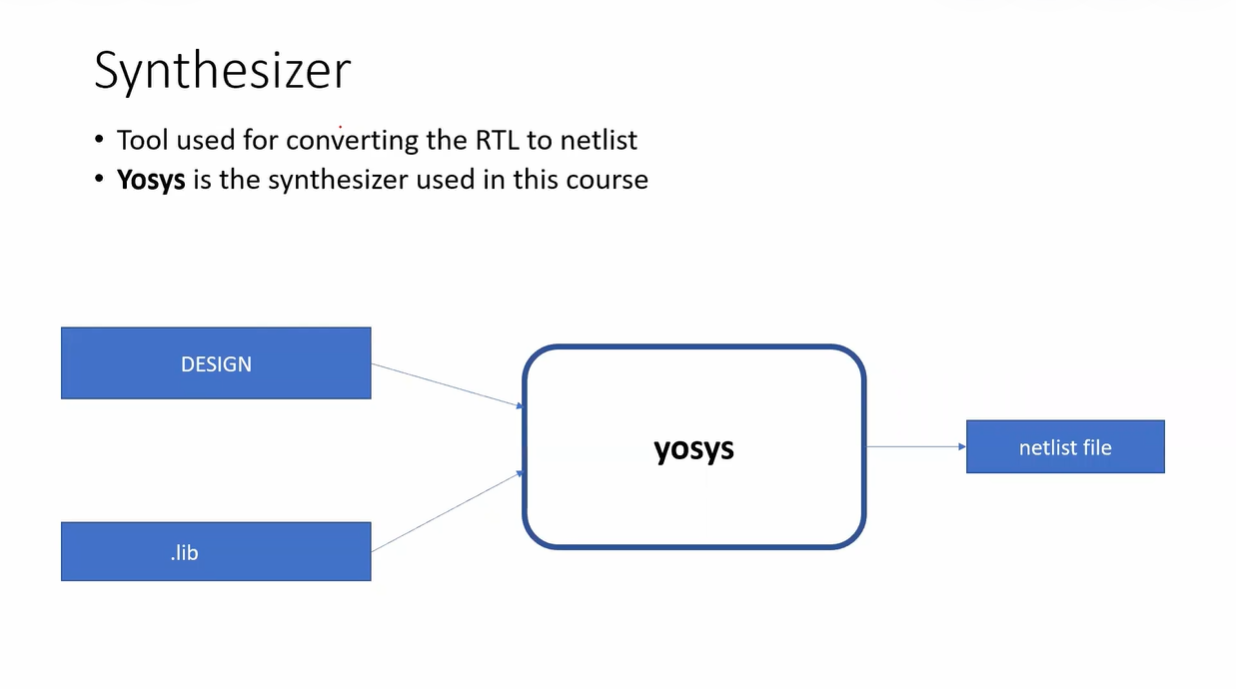 Synthesizer
• Tool used for converting the RTL to netlist
• Yosys is the synthesizer used in this course
DESIGN
yosys
netlist file
.lib